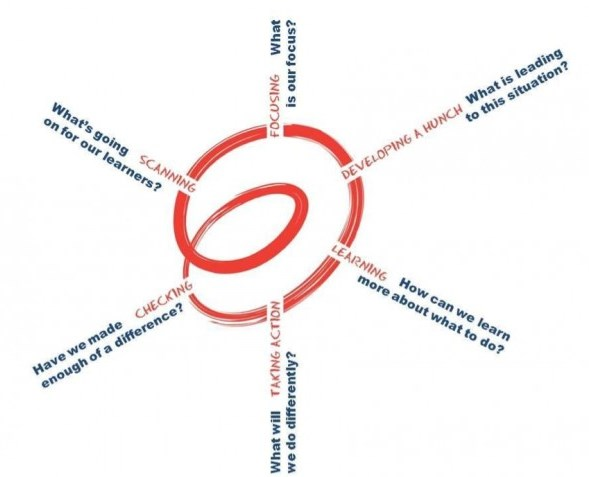 SCANNING What's going
on for our learners?
FOCUSING What
is our focus?
DEVELOPING A HUNCH What is leading
to this situation?
LEARNING How can we learn
more about what to do?
TAKING ACTION What will
we do differently?
CHECKING Have we made
enough of a difference?